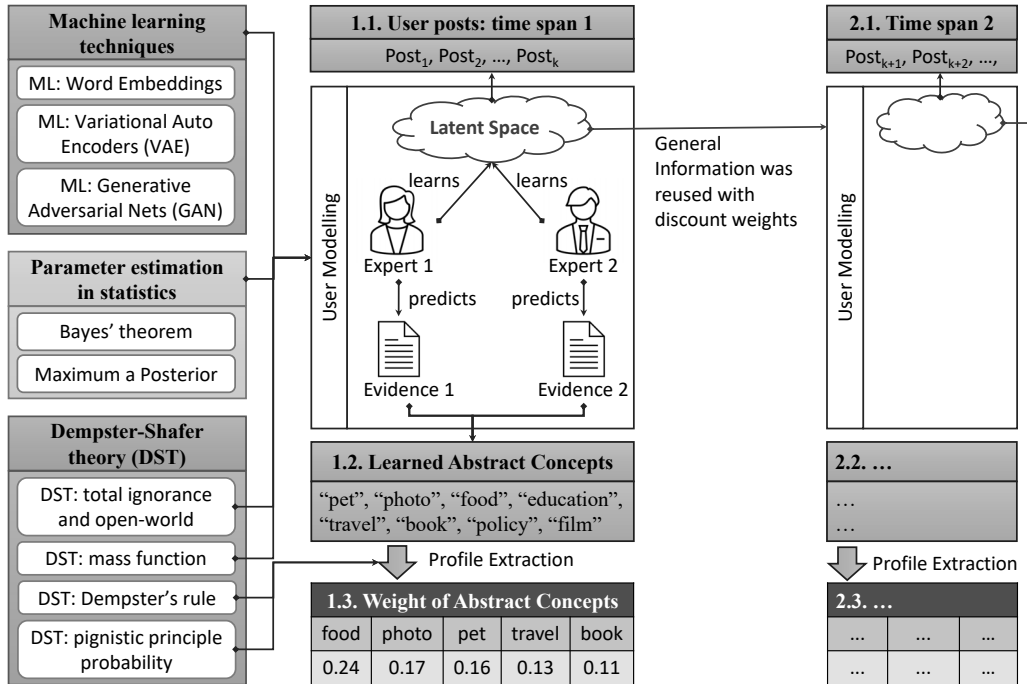 Machine learning
techniques
ML: Word Embeddings
ML: Variational Auto
Encoders (VAE)
ML: Generative
Adversarial Nets (GAN)
Parameter estimation
in statistics
Bayes’ theorem
Maximum a Posterior
Dempster-Shafer
theory (DST)
DST: total ignorance
and open-world
DST: mass function
DST: Dempster’s rule
DST: pignistic principle
probability
1.1. User posts: time span 1
Post1, Post2, ..., Postk
User Modelling
Latent Space
learns
learns
Expert 1
Expert 2
predicts
predicts
Evidence 1
Evidence 2
1.2. Learned Abstract Concepts
“pet”, “photo”, “food”, “education”,
“travel”, “book”, “policy”, “film”
Profile Extraction
1.3. Weight of Abstract Concepts
food photo pet travel book
0.24 0.17 0.16 0.13 0.11
General
Information was
reused with
discount weights
2.1. Time span 2
Postk+1, Postk+2, ...,
User Modelling
2.2. ...
...
...
Profile Extraction
2.3. ...
... ... ...
... ... ...